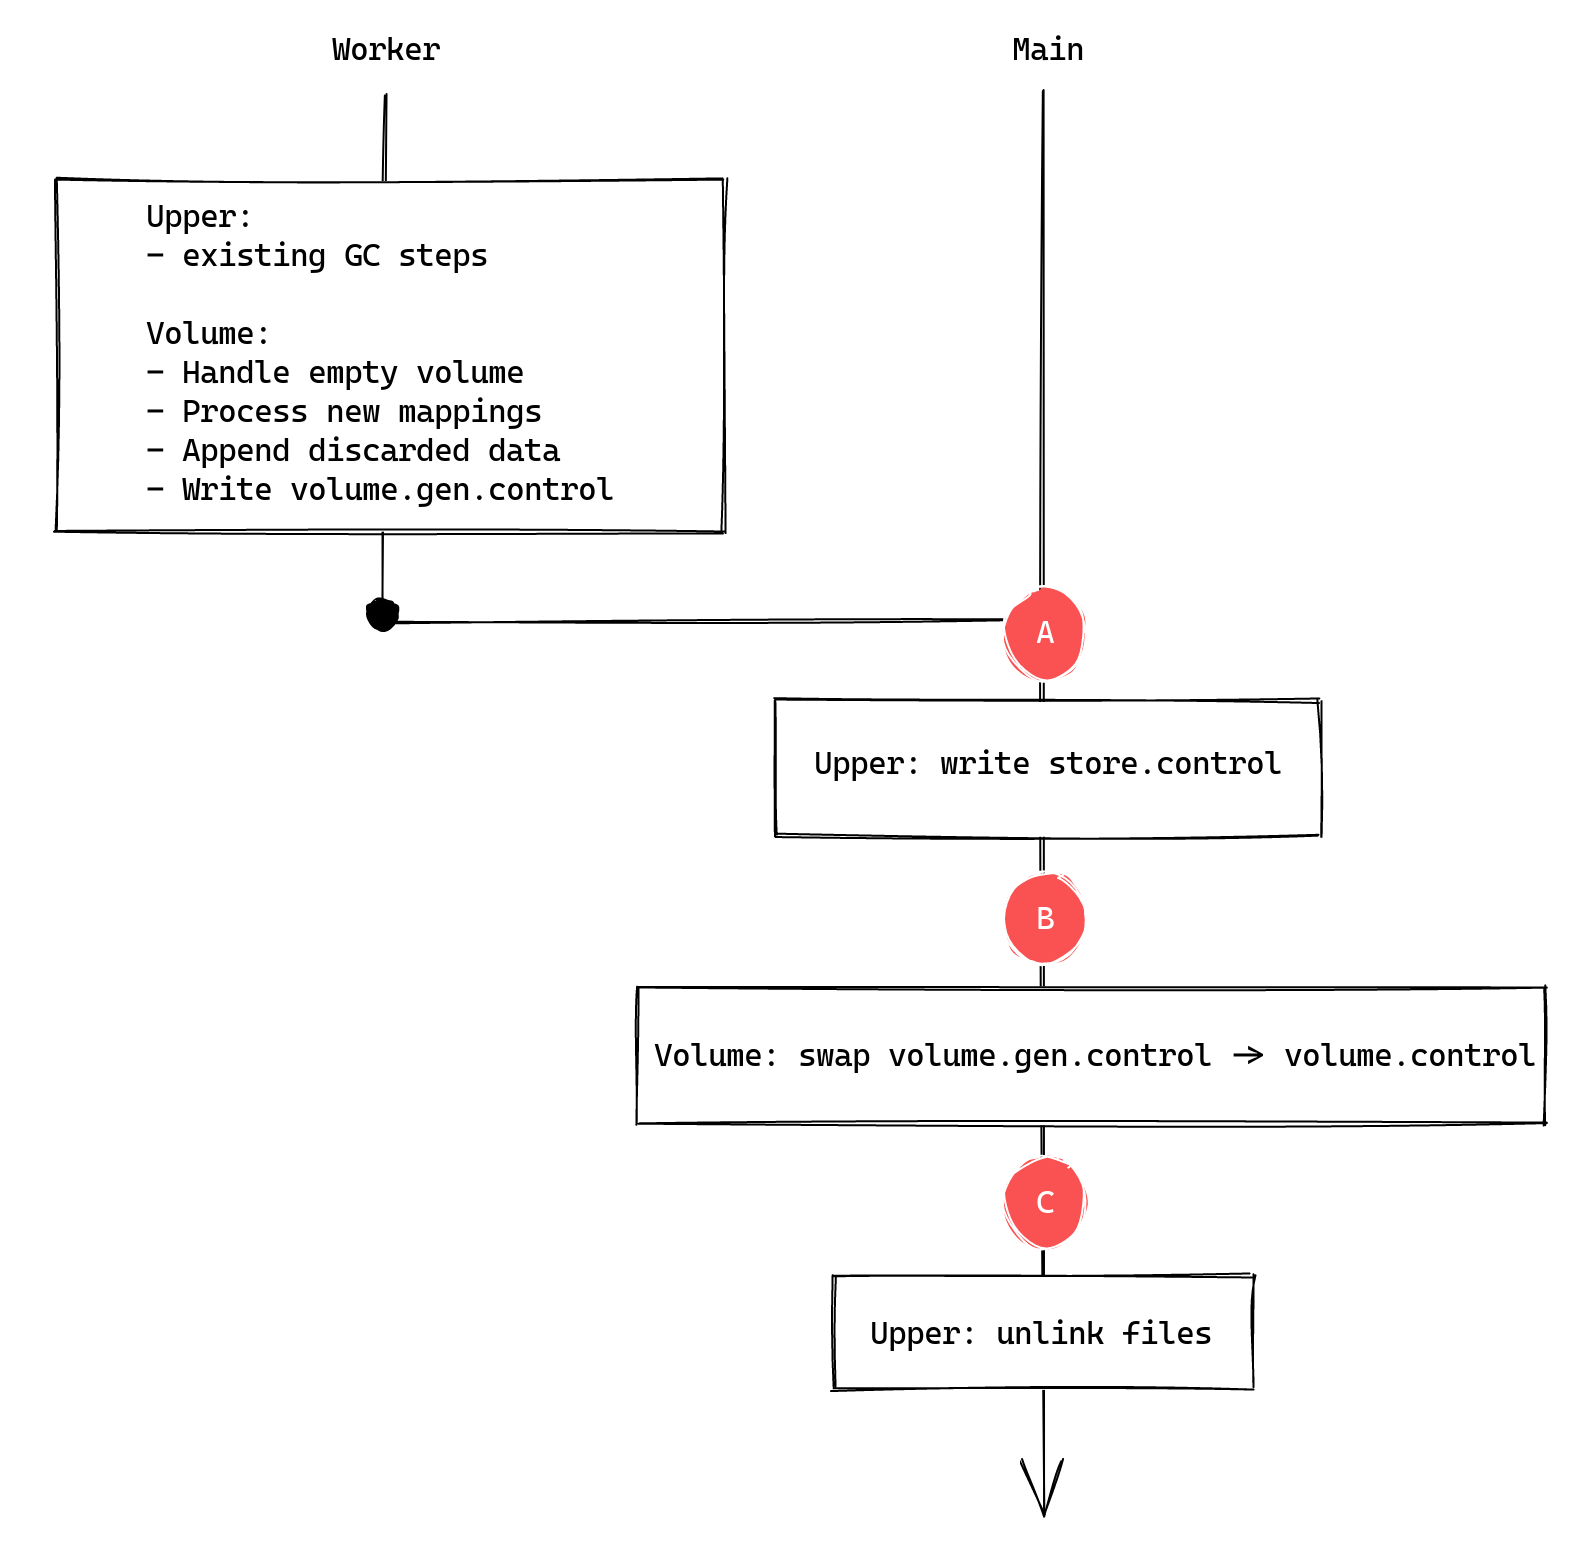 Worker
Main
Upper:
- existing GC steps
Volume:
- Handle empty volume
- Process new mappings
- Append discarded data
- Write volume.gen.control
A
Upper: write store.control
B
Volume: swap volume.gen.control → volume.control
C
Upper: unlink files